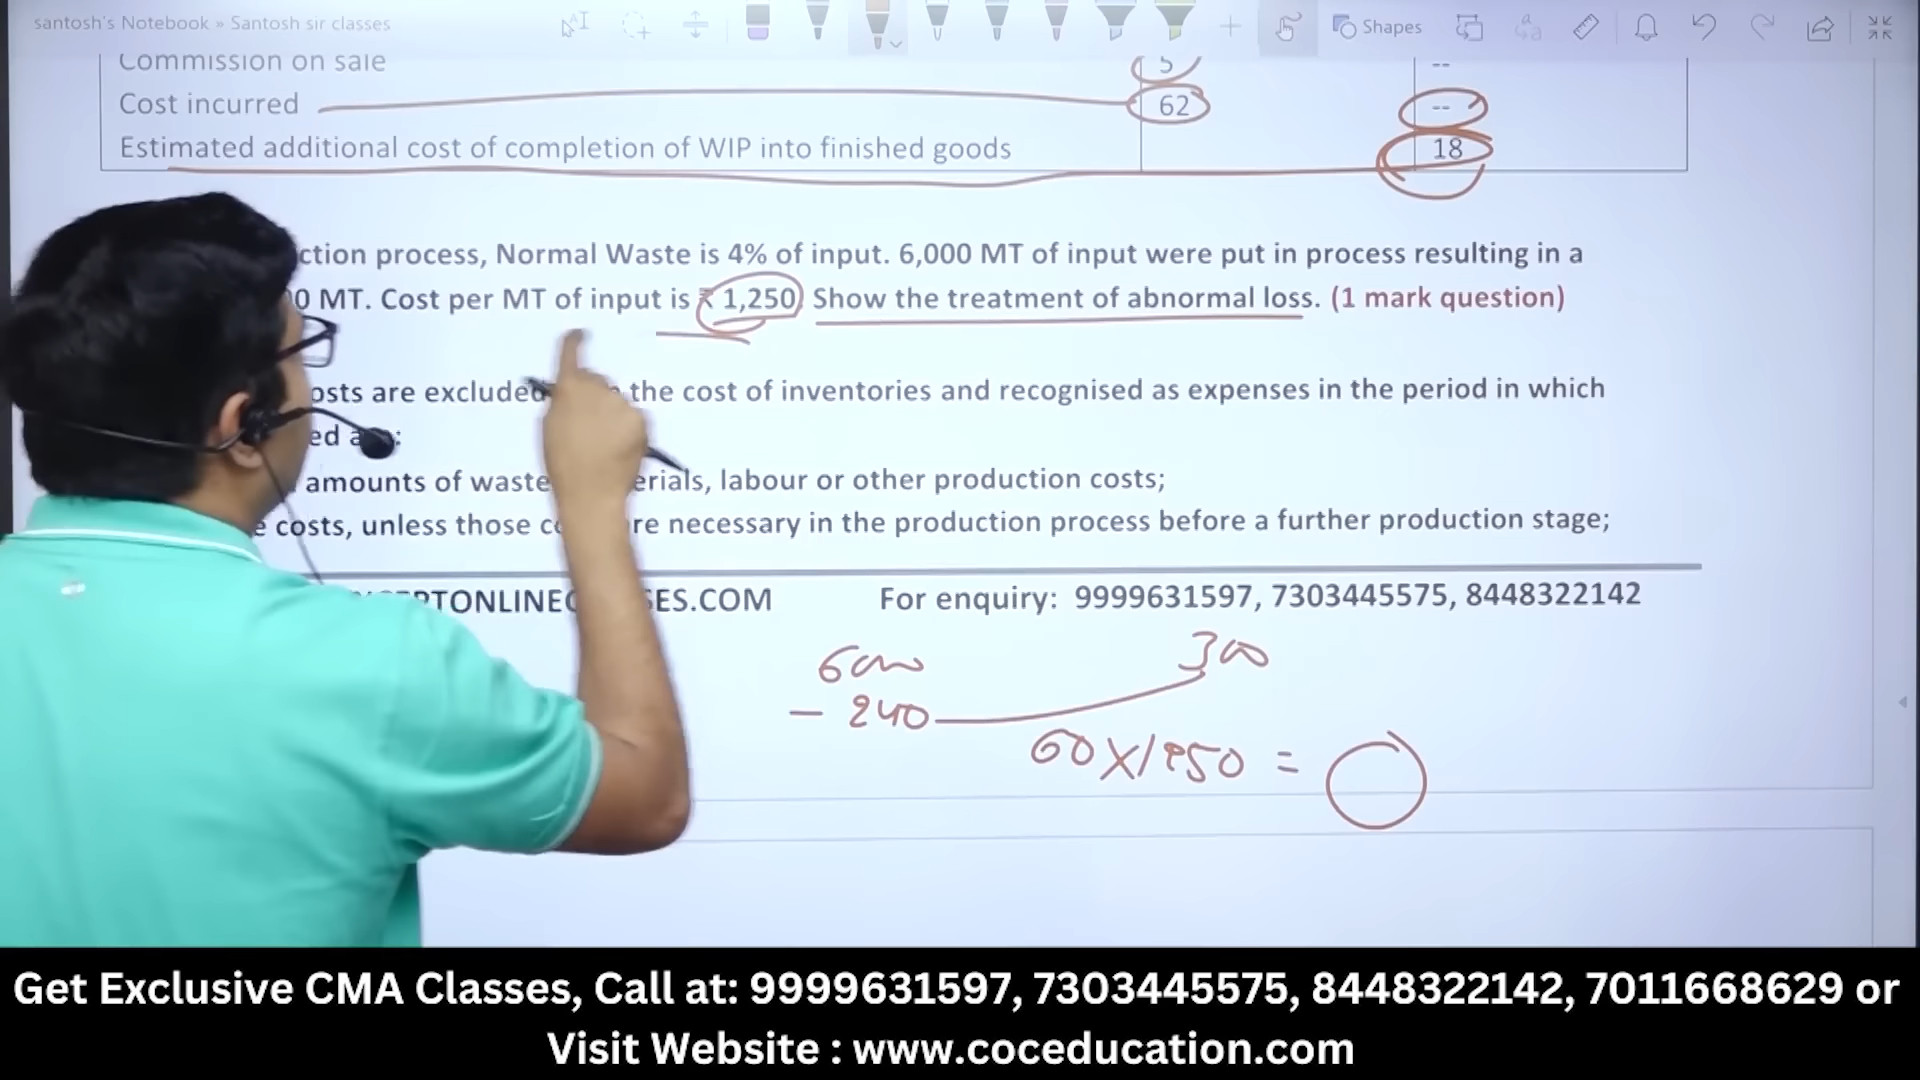 santosh's Notebook » Santosh sir classes
Shapes
Commission on sale 5 --
Cost incurred 62 --
Estimated additional cost of completion of WIP into finished goods 18
ction process, Normal Waste is 4% of input. 6,000 MT of input were put in process resulting in a
0 MT. Cost per MT of input is ₹ 1,250 Show the treatment of abnormal loss. (1 mark question)
osts are excluded the cost of inventories and recognised as expenses in the period in which
ed a :
amounts of waste erials, labour or other production costs;
e costs, unless those c re necessary in the production process before a further production stage;
PTONLINEC SES.COM For enquiry: 9999631597, 7303445575, 8448322142
6000 300
- 240
60X1250 =
Get Exclusive CMA Classes, Call at: 9999631597, 7303445575, 8448322142, 7011668629 or
Visit Website : www.coceducation.com